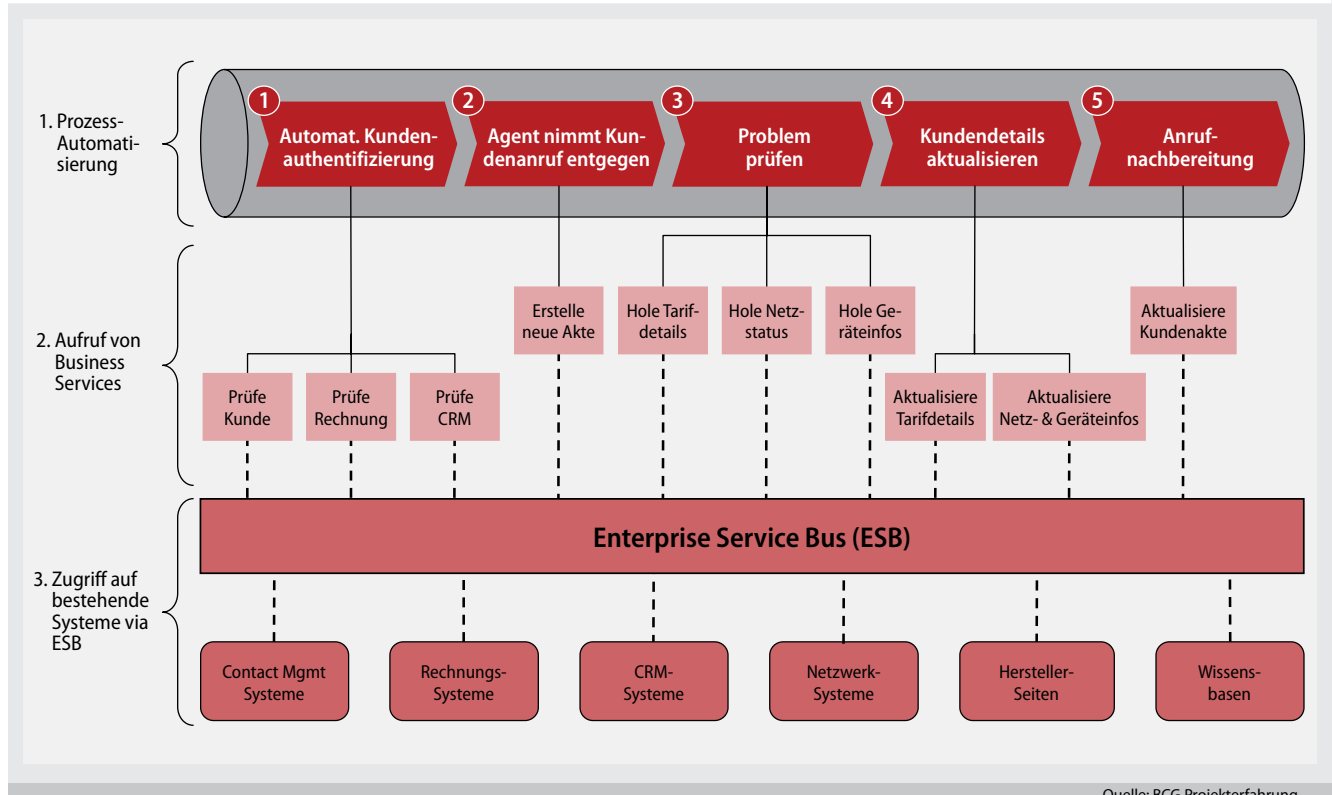 1. Prozess-
Automati-
sierung
1
Automat. Kunden-
authentifizierung
2
Agent nimmt Kun-
denanruf entgegen
3
Problem
prüfen
4
Kundendetails
aktualisieren
5
Anruf-
nachbereitung
2. Aufruf von
Business
Services
Erstelle
neue Akte
Hole Tarif-
details
Hole Netz-
status
Hole Ge-
räteinfos
Aktualisiere
Kundenakte
Prüfe
Kunde
Prüfe
Rechnung
Prüfe
CRM
Aktualisiere
Tarifdetails
Aktualisiere
Netz- & Geräteinfos
3. Zugriff auf
bestehende
Systeme via
ESB
Enterprise Service Bus (ESB)
Contact Mgmt
Systeme
Rechnungs-
Systeme
CRM-
Systeme
Netzwerk-
Systeme
Hersteller-
Seiten
Wissens-
basen
Quelle: BCG Projekterfahrung